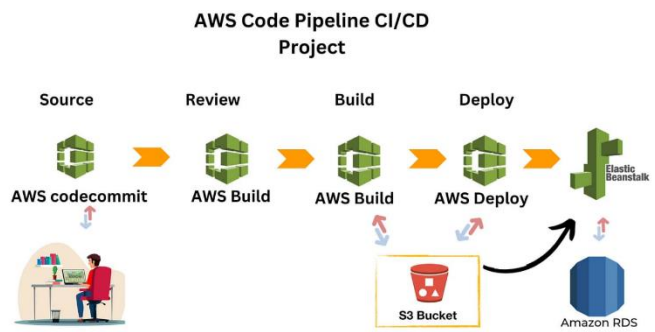 AWS Code Pipeline CI/CD
Project
Source
Review
Build
Deploy
Elastic
Beanstalk
AWS codecommit
AWS Build
AWS Build
AWS Deploy
S3 Bucket
Amazon RDS